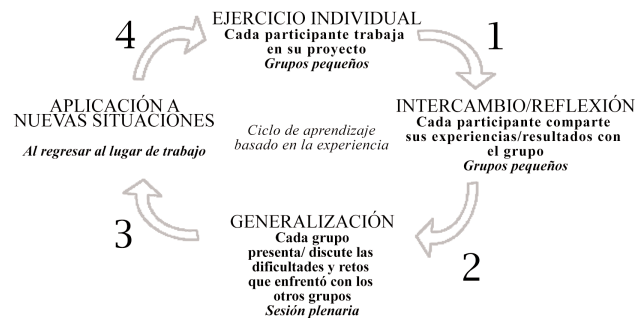 EJERCICIO INDIVIDUAL
Cada participante trabaja
en su proyecto
Grupos pequeños
1
INTERCAMBIO/REFLEXIÓN
Cada participante comparte
sus experiencias/resultados con
el grupo
Grupos pequeños
2
GENERALIZACIÓN
Cada grupo
presenta/ discute las
dificultades y retos
que enfrentó con los
otros grupos
Sesión plenaria
3
APLICACIÓN A
NUEVAS SITUACIONES
Al regresar al lugar de trabajo
4
Ciclo de aprendizaje
basado en la experiencia